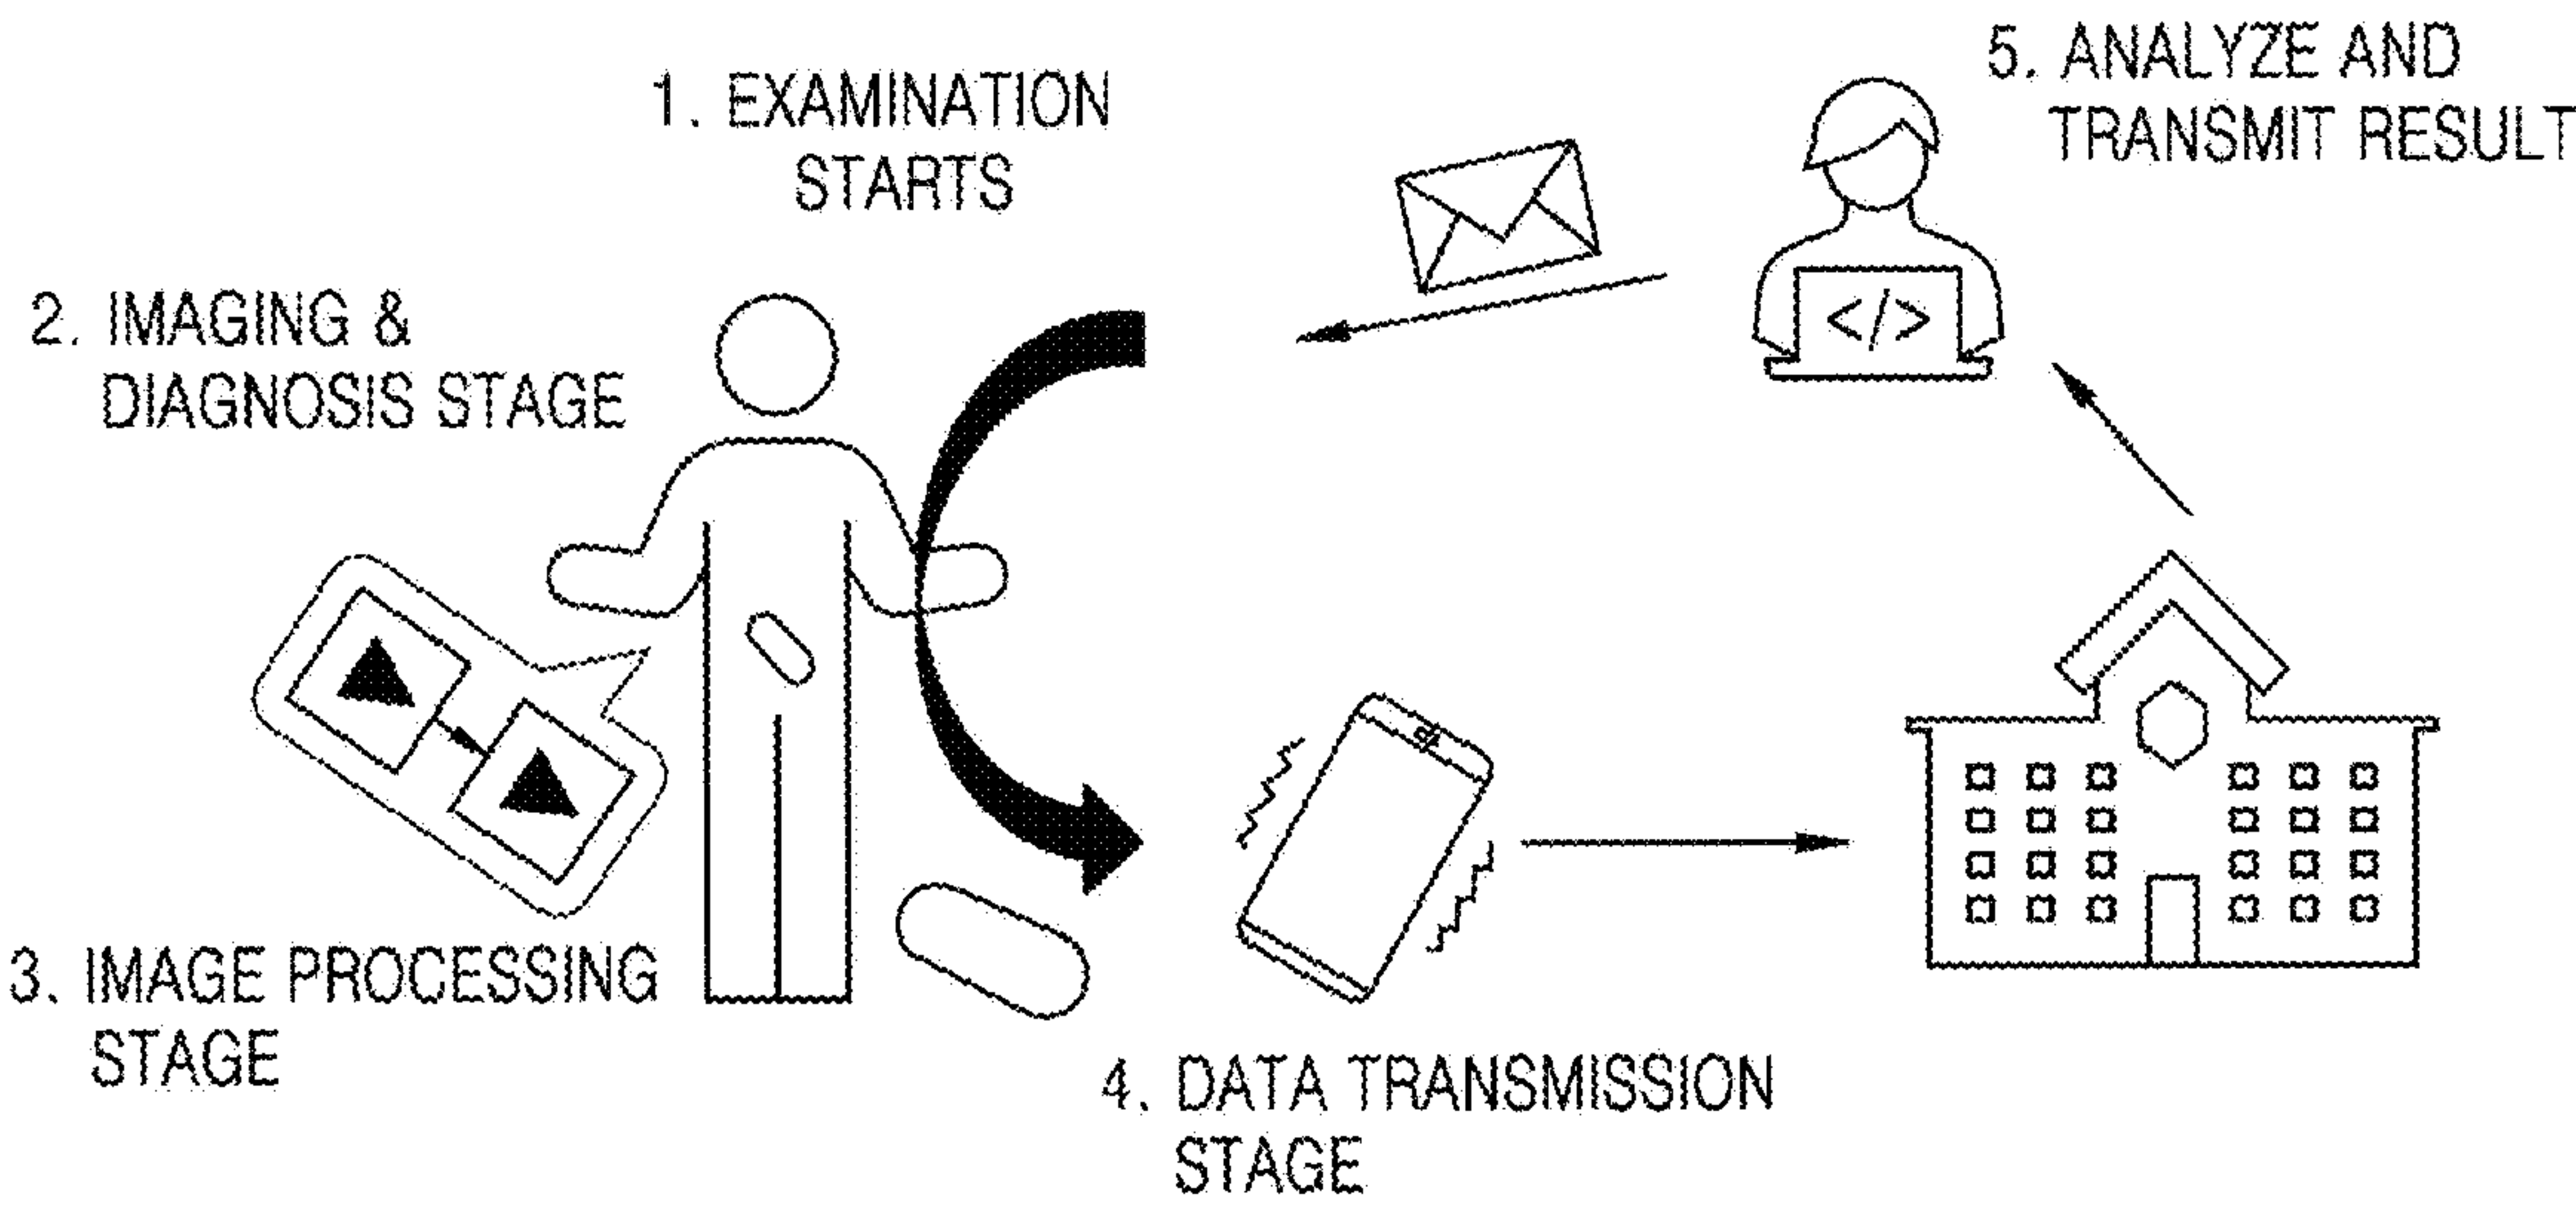 1. EXAMINATION
STARTS
2. IMAGING &
DIAGNOSIS STAGE
3. IMAGE PROCESSING
STAGE
4. DATA TRANSMISSION
STAGE
5. ANALYZE AND
TRANSMIT RESULT
</>